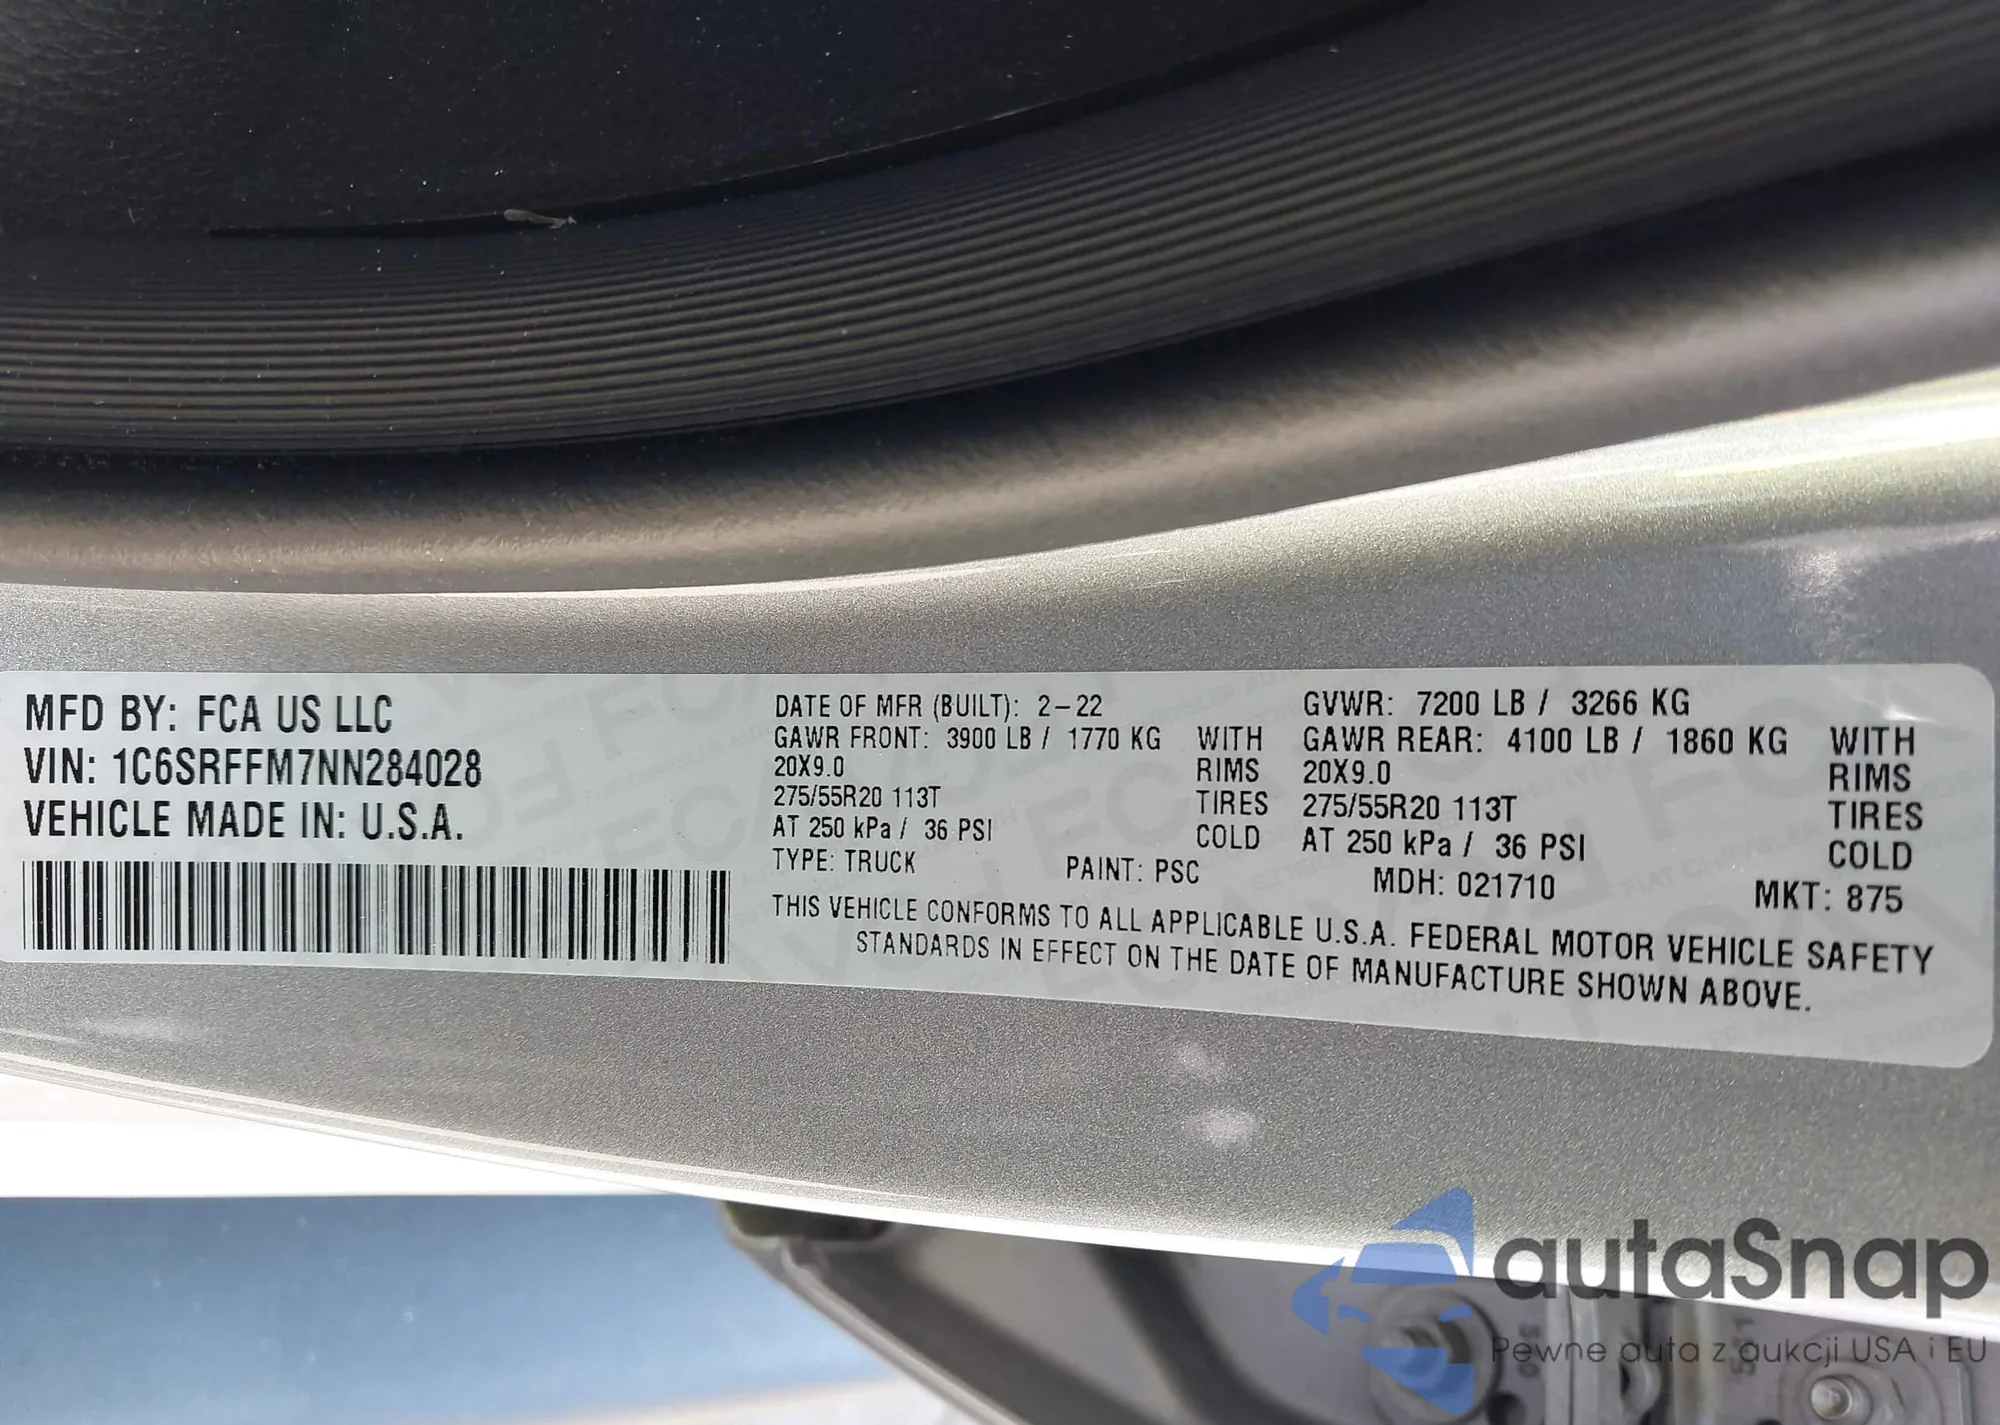 MFD BY: FCA US LLC
VIN: 1C6SRFFM7NN284028
VEHICLE MADE IN: U.S.A.
DATE OF MFR (BUILT): 2-22 GVWR: 7200 LB / 3266 KG
GAWR FRONT: 3900 LB / 1770 KG WITH GAWR REAR: 4100 LB / 1860 KG WITH
20X9.0 RIMS 20X9.0 RIMS
275/55R20 113T TIRES 275/55R20 113T TIRES
AT 250 kPa / 36 PSI COLD AT 250 kPa / 36 PSI COLD
TYPE: TRUCK PAINT: PSC MDH: 021710 MKT: 875
THIS VEHICLE CONFORMS TO ALL APPLICABLE U.S.A. FEDERAL MOTOR VEHICLE SAFETY
STANDARDS IN EFFECT ON THE DATE OF MANUFACTURE SHOWN ABOVE.
autaSnap
Pewne auta z aukcji USA i EU